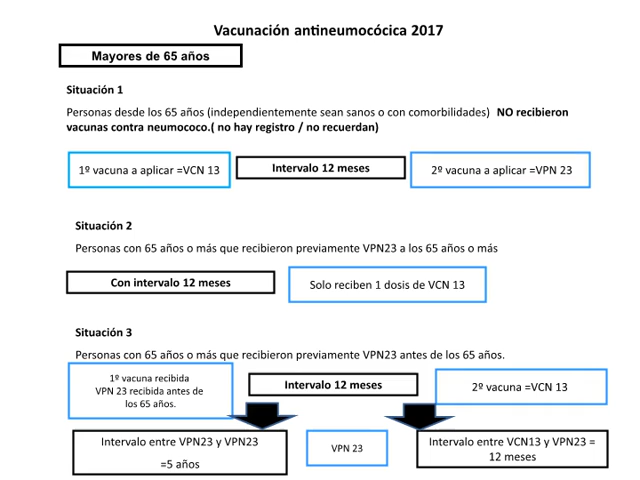 Vacunación antineumocócica 2017
Mayores de 65 años
Situación 1
Personas desde los 65 años (independientemente sean sanos o con comorbilidades)  NO recibieron
vacunas contra neumococo.( no hay registro / no recuerdan)
1º vacuna a aplicar =VCN 13
Intervalo 12 meses
2º vacuna a aplicar =VPN 23
Situación 2
Personas con 65 años o más que recibieron previamente VPN23 a los 65 años o más
Con intervalo 12 meses
Solo reciben 1 dosis de VCN 13
Situación 3
Personas con 65 años o más que recibieron previamente VPN23 antes de los 65 años.
1º vacuna recibida
VPN 23 recibida antes de
los 65 años.
Intervalo 12 meses
2º vacuna =VCN 13
Intervalo entre VPN23 y VPN23
=5 años
VPN 23
Intervalo entre VCN13 y VPN23 =
12 meses